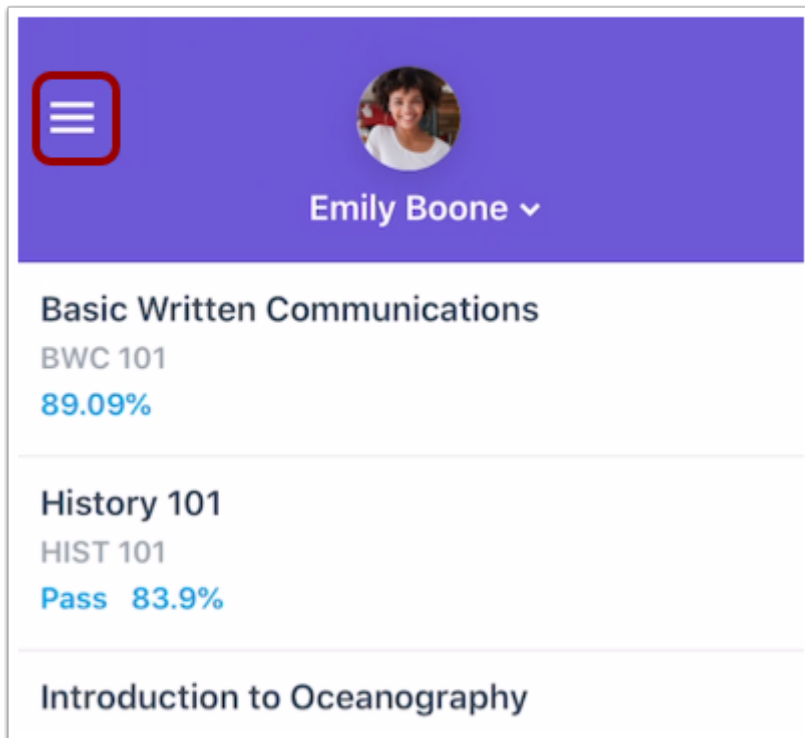 Emily Boone
Basic Written Communications
BWC 101
89.09%
History 101
HIST 101
Pass 83.9%
Introduction to Oceanography